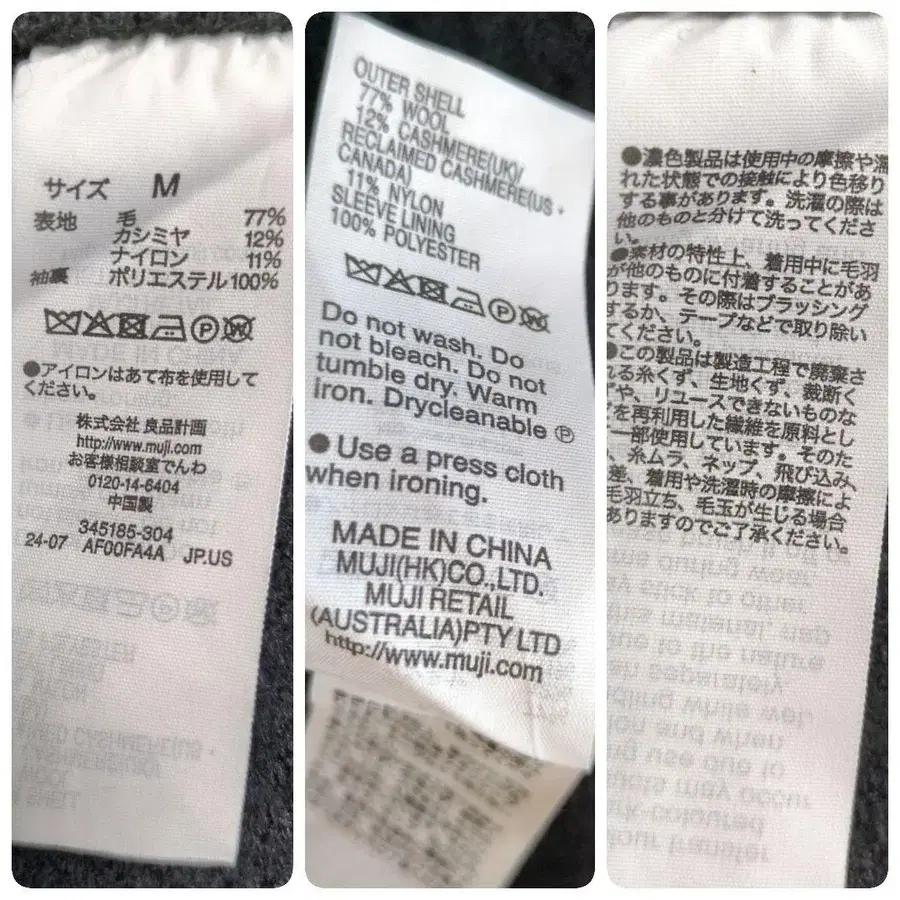 サイズ M
表地 毛 77%
カシミヤ 12%
ナイロン 11%
袖裏 ポリエステル100%
●アイロンはあて布を使用して
ください。
株式会社 良品計画
http://www.muji.com
お客様相談室でんわ
0120-14-6404
中国製
345185-304
24-07 AF00FA4A JP.US
OUTER SHELL
77% WOOL
12% CASHMERE(UK)/
RECLAIMED CASHMERE(US・
CANADA)
11% NYLON
SLEEVE LINING
100% POLYESTER
Do not wash. Do
not bleach. Do not
tumble dry. Warm
iron. Drycleanable Ⓟ
● Use a press cloth
when ironing.
MADE IN CHINA
MUJI(HK)CO.,LTD.
MUJI RETAIL
(AUSTRALIA)PTY LTD
http://www.muji.com
●濃色製品は使用中の摩擦や濡
れた状態での接触により色移り
する事があります。洗濯の際は
他のものと分けて洗ってくださ
い。
●素材の特性上、着用中に毛羽
が他のものに付着することがあ
ります。その際はブラッシング
するか、テープなどで取り除い
てください。
●この製品は製造工程で廃棄さ
れる糸くず、生地くず、裁断く
ずや、リユースできないものな
どを再利用した繊維を原料とし
て一部使用しています。そのた
、糸ムラ、ネップ、飛び込み、
差、着用や洗濯時の摩擦によ
毛羽立ち、毛玉が生じる場合
ありますのでご了承ください。